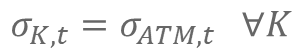 σ_{K,t} = σ_{ATM,t} ∀K